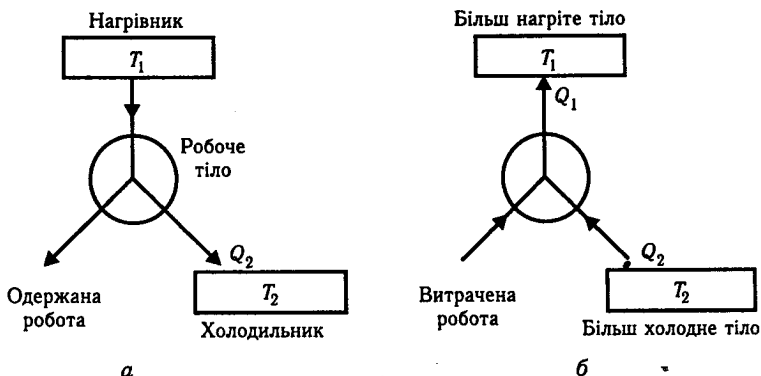 Нагрівник
T₁
Робоче
тіло
Q₂
Одержана
робота
T₂
Холодильник
а
Більш нагріте тіло
T₁
Q₁
Q₂
Витрачена
робота
T₂
Більш холодне тіло
б